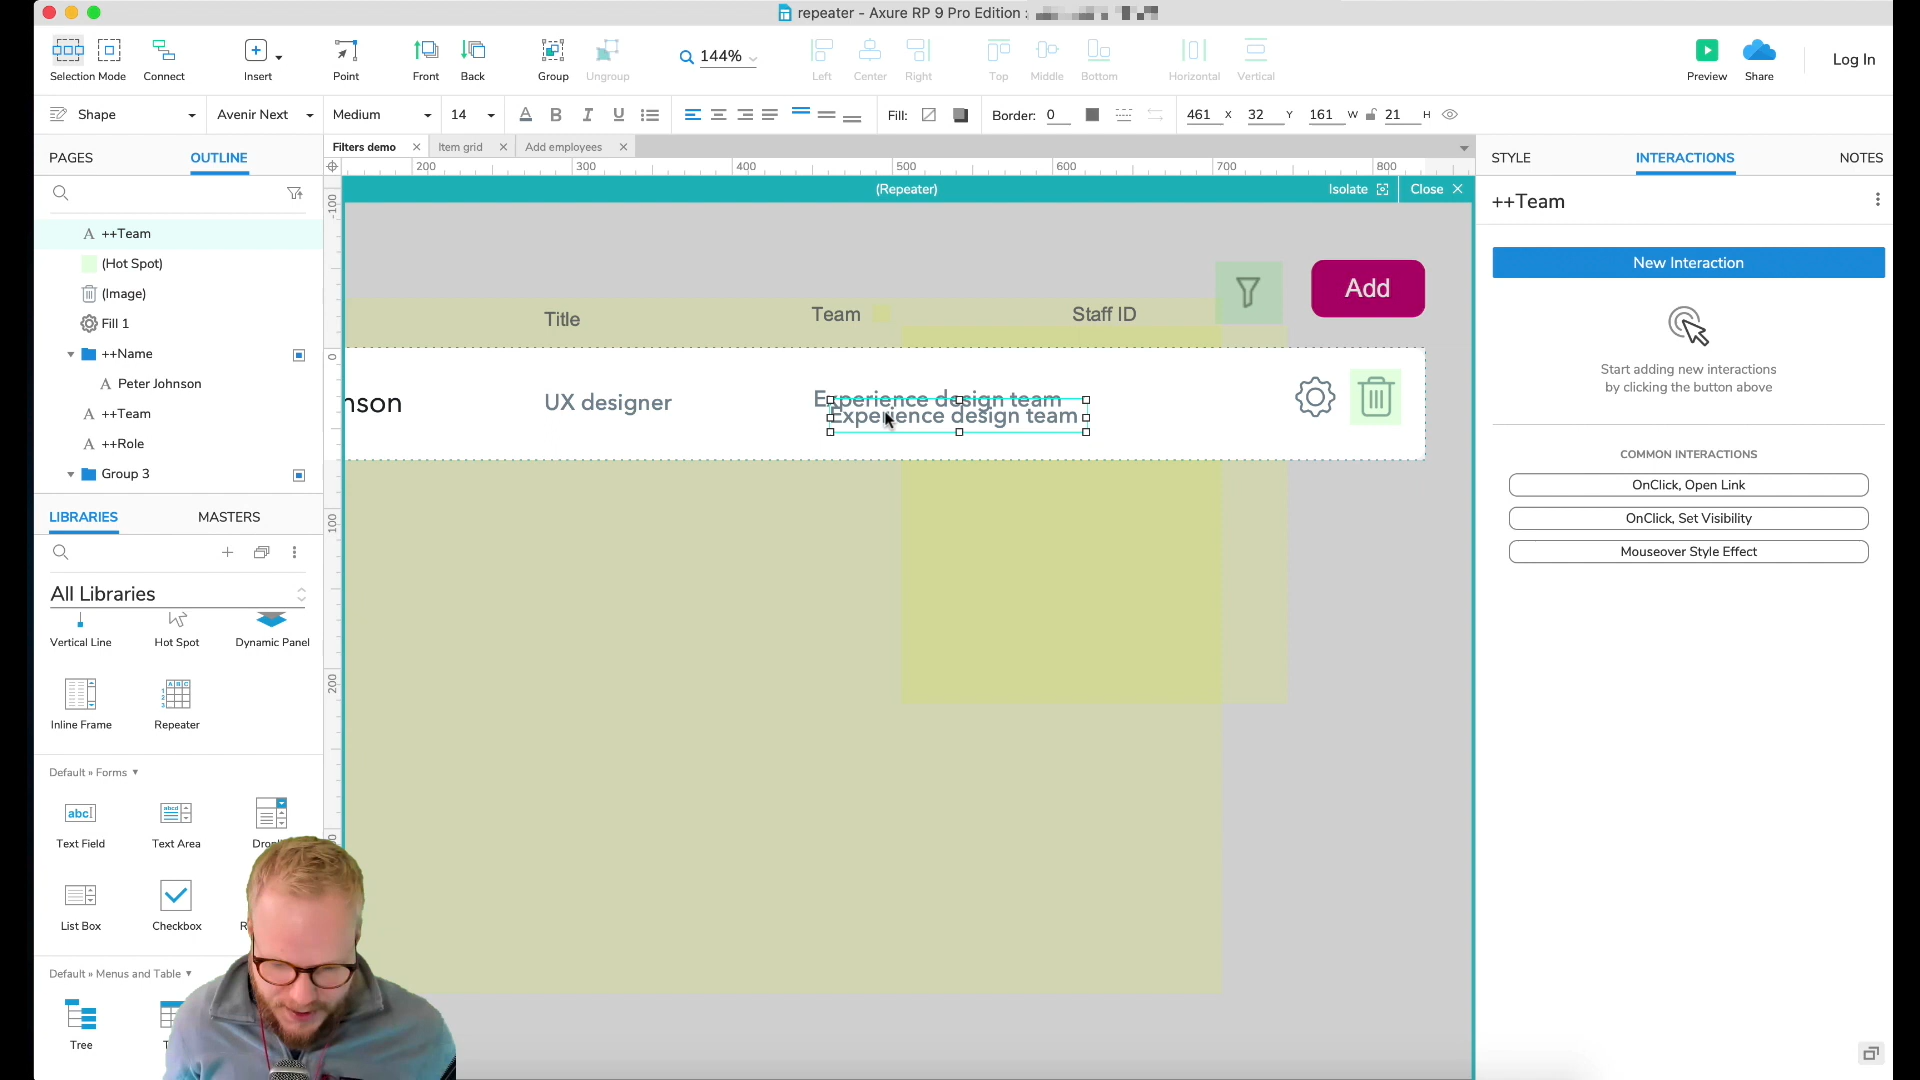 repeater - Axure RP 9 Pro Edition :
Selection Mode
Connect
Insert
Point
Front
Back
Group
Ungroup
144%
Left
Center
Right
Top
Middle
Bottom
Horizontal
Vertical
Preview
Share
Log In
Shape
Avenir Next
Medium
14
Fill:
Border: 0
461 X
32 Y
161 W
21 H
PAGES
OUTLINE
Filters demo
Item grid
Add employees
STYLE
INTERACTIONS
NOTES
200
300
400
500
600
700
800
(Repeater)
Isolate
Close
++Team
++Team
(Hot Spot)
(Image)
Fill 1
++Name
Peter Johnson
++Team
++Role
Group 3
New Interaction
Start adding new interactions
by clicking the button above
COMMON INTERACTIONS
OnClick, Open Link
OnClick, Set Visibility
Mouseover Style Effect
Add
Title
Team
Staff ID
nson
UX designer
Experience design team
Experience design team
-100
0
100
200
LIBRARIES
MASTERS
All Libraries
Vertical Line
Hot Spot
Dynamic Panel
Inline Frame
Repeater
Default » Forms
Text Field
Text Area
List Box
Checkbox
Default » Menus and Table
Tree